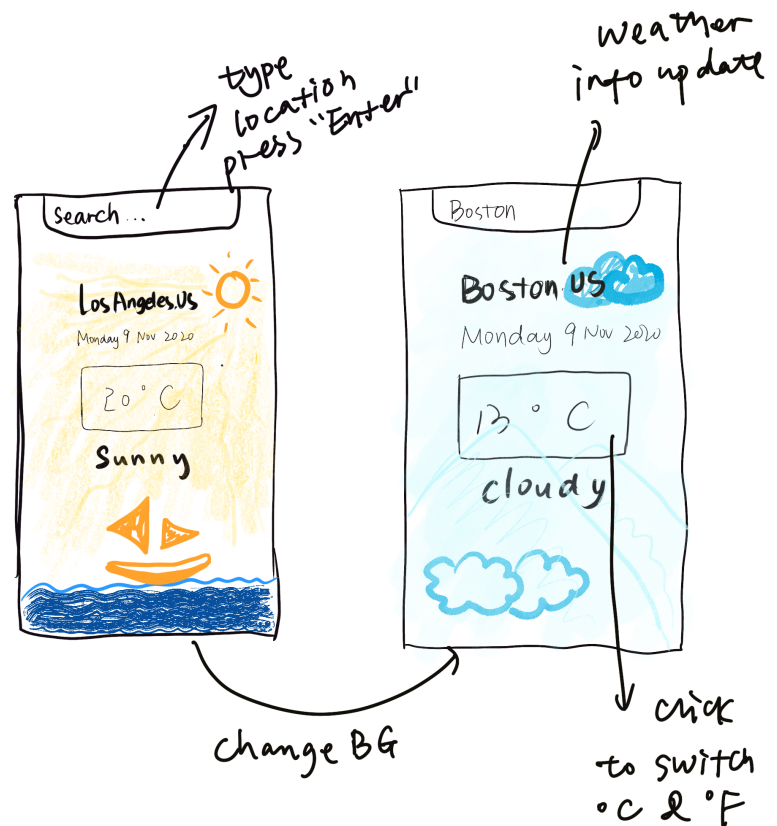 Weather
info update
type
location
press "Enter"
Search...
Los Angeles.US
Monday 9 Nov 2020
20°C
Sunny
Boston
Boston US
Monday 9 Nov 2020
13°C
cloudy
change BG
click
to switch
°C & °F